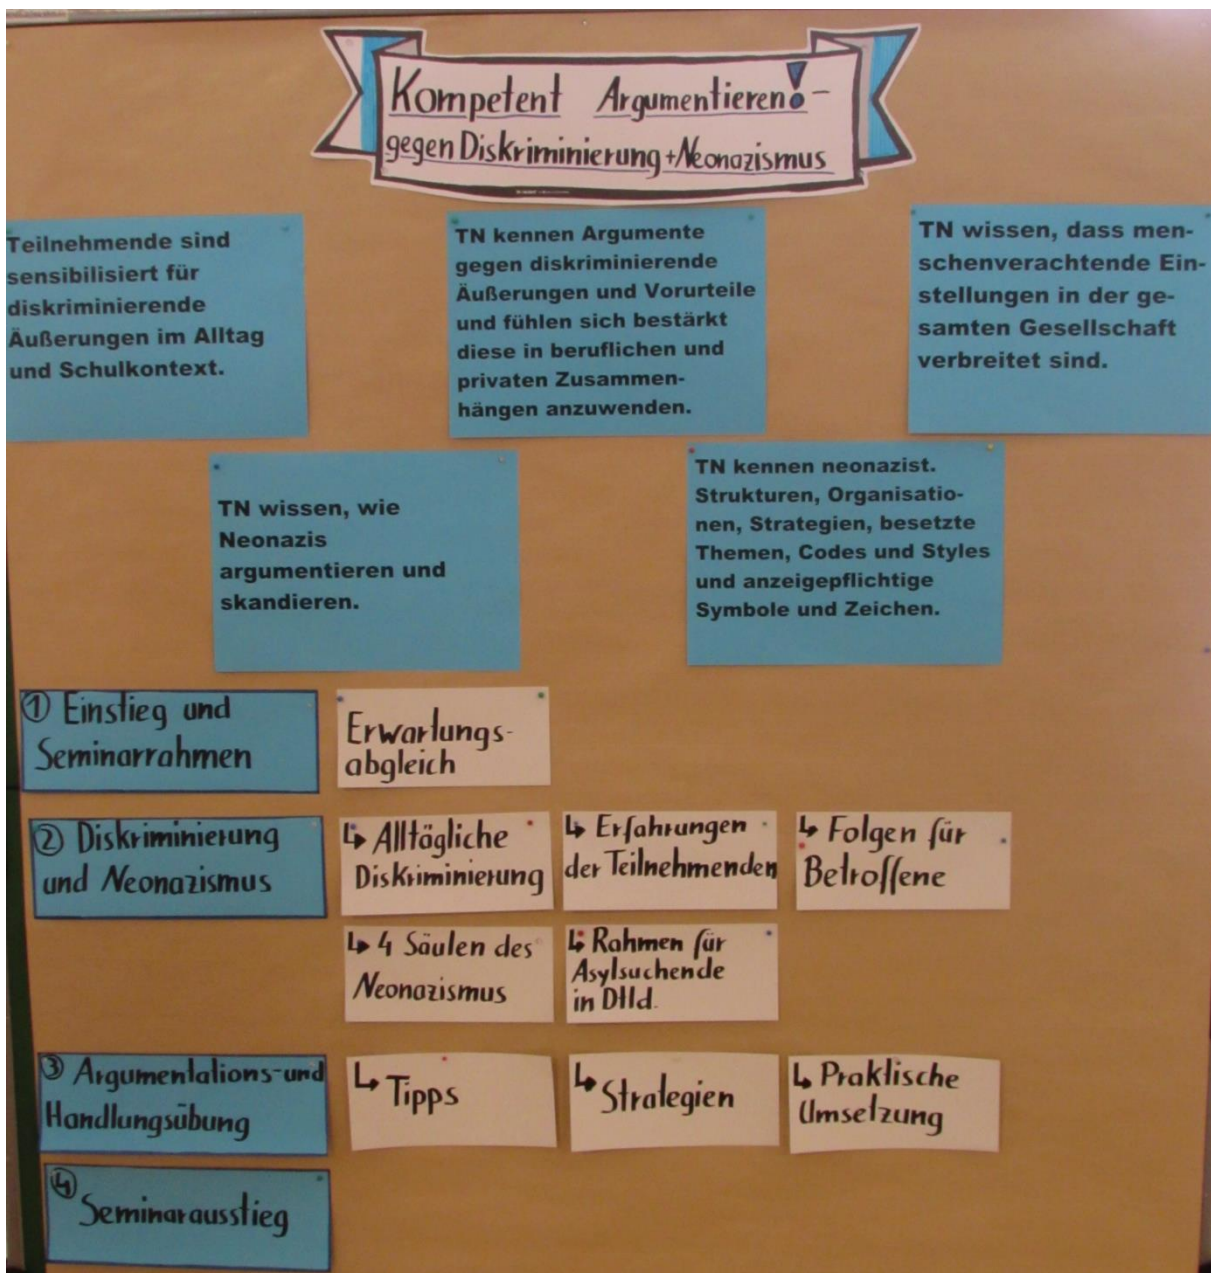 Kompetent Argumentieren! -
gegen Diskriminierung + Neonazismus
Teilnehmende sind
sensibilisiert für
diskriminierende
Äußerungen im Alltag
und Schulkontext.
TN kennen Argumente
gegen diskriminierende
Äußerungen und Vorurteile
und fühlen sich bestärkt
diese in beruflichen und
privaten Zusammen-
hängen anzuwenden.
TN wissen, dass men-
schenverachtende Ein-
stellungen in der ge-
samten Gesellschaft
verbreitet sind.
TN wissen, wie
Neonazis
argumentieren und
skandieren.
TN kennen neonazist.
Strukturen, Organisatio-
nen, Strategien, besetzte
Themen, Codes und Styles
und anzeigepflichtige
Symbole und Zeichen.
① Einstieg und
Seminarrahmen
Erwartungs-
abgleich
② Diskriminierung
und Neonazismus
↳ Alltägliche
Diskriminierung
↳ Erfahrungen
der Teilnehmenden
↳ Folgen für
Betroffene
↳ 4 Säulen des
Neonazismus
↳ Rahmen für
Asylsuchende
in Dtld.
③ Argumentations- und
Handlungsübung
↳ Tipps
↳ Strategien
↳ Praktische
Umsetzung
④
Seminarausstieg